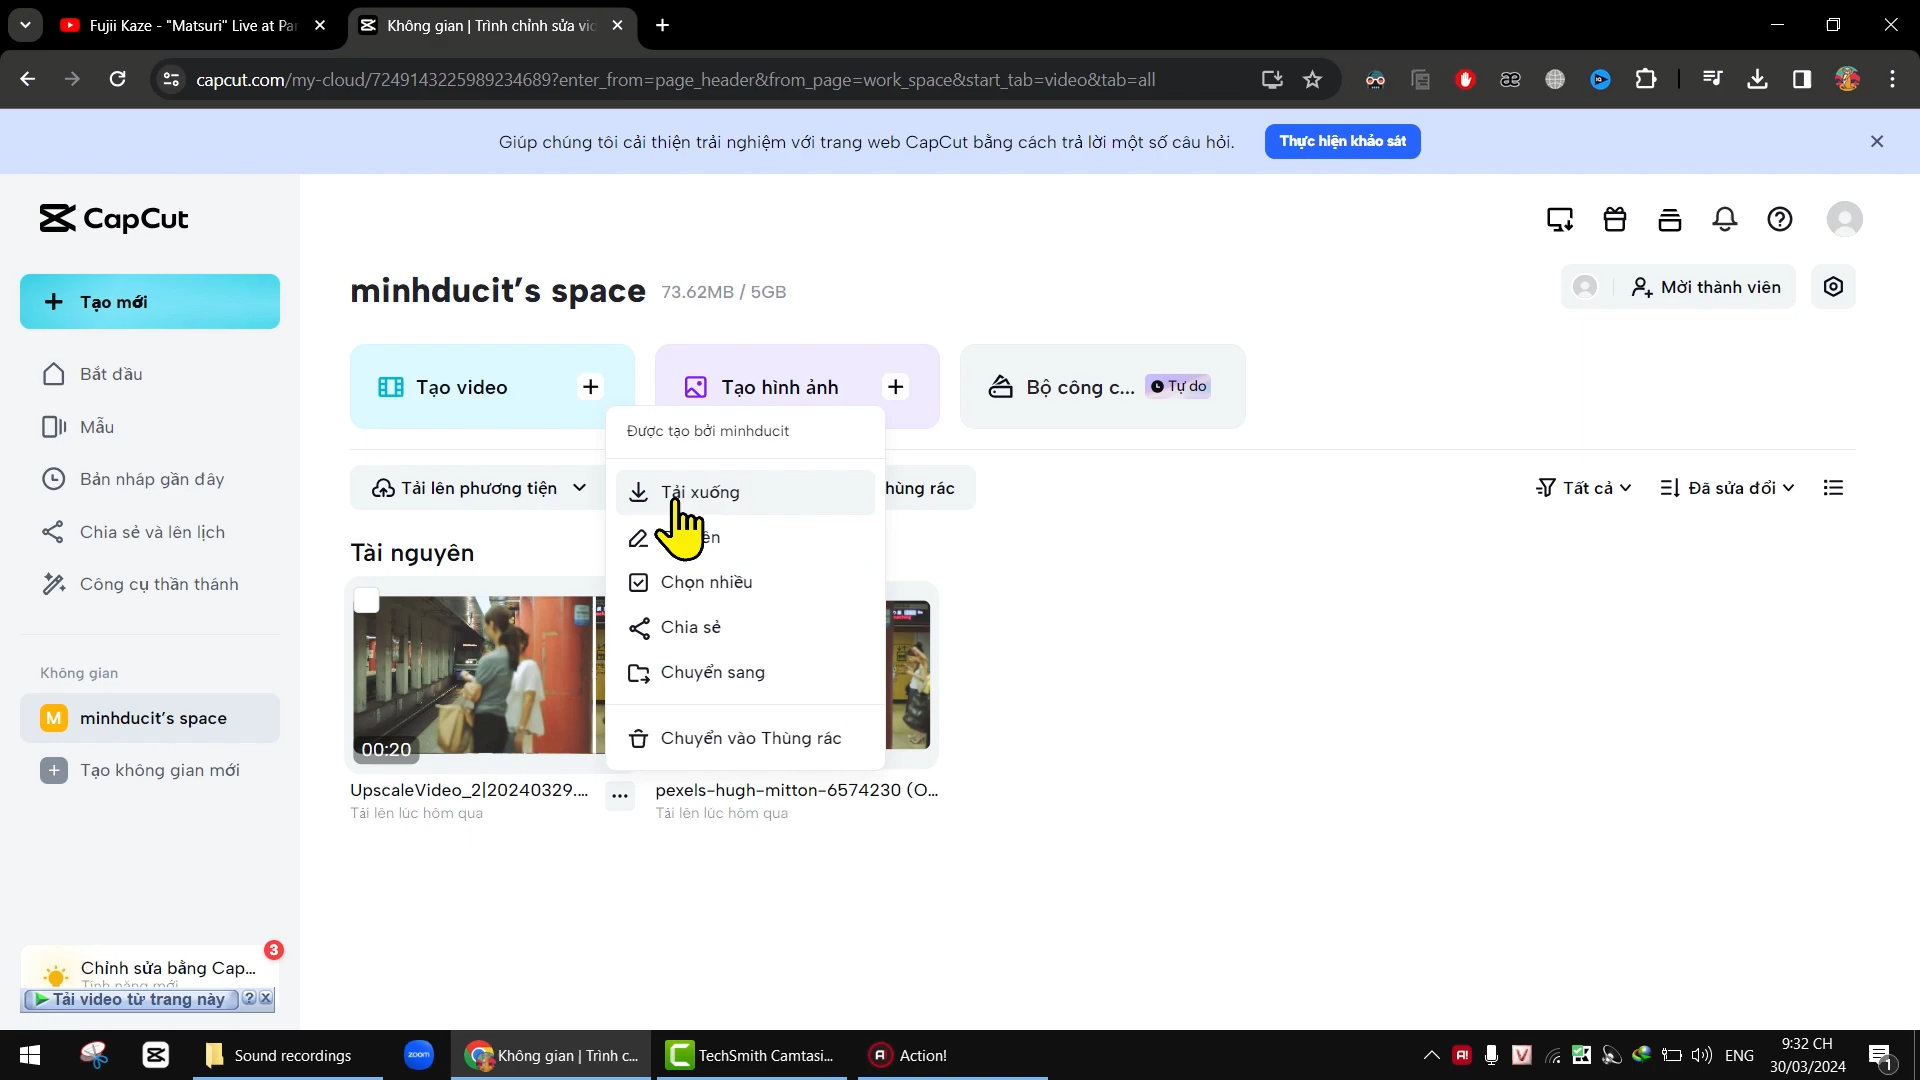 Fujii Kaze - "Matsuri" Live at Par
Không gian | Trình chỉnh sửa vid
capcut.com/my-cloud/7249143225989234689?enter_from=page_header&from_page=work_space&start_tab=video&tab=all
Giúp chúng tôi cải thiện trải nghiệm với trang web CapCut bằng cách trả lời một số câu hỏi.
Thực hiện khảo sát
CapCut
minhducit's space 73.62MB / 5GB
Mời thành viên
Tạo mới
Bắt đầu
Mẫu
Bản nháp gần đây
Chia sẻ và lên lịch
Công cụ thần thánh
Không gian
M minhducit's space
Tạo không gian mới
Tạo video
Tạo hình ảnh
Bộ công c... Tự do
Tải lên phương tiện
hùng rác
Tất cả
Đã sửa đổi
Được tạo bởi minhducit
Tải xuống
ên
Chọn nhiều
Chia sẻ
Chuyển sang
Chuyển vào Thùng rác
Tài nguyên
00:20
UpscaleVideo_2|20240329....
Tải lên lúc hôm qua
pexels-hugh-mitton-6574230 (O...
Tải lên lúc hôm qua
3
Chỉnh sửa bằng Cap...
Tính năng mới
Tải video từ trang này
Sound recordings
zoom
Không gian | Trình c...
TechSmith Camtasi...
Action!
ENG
9:32 CH
30/03/2024
1